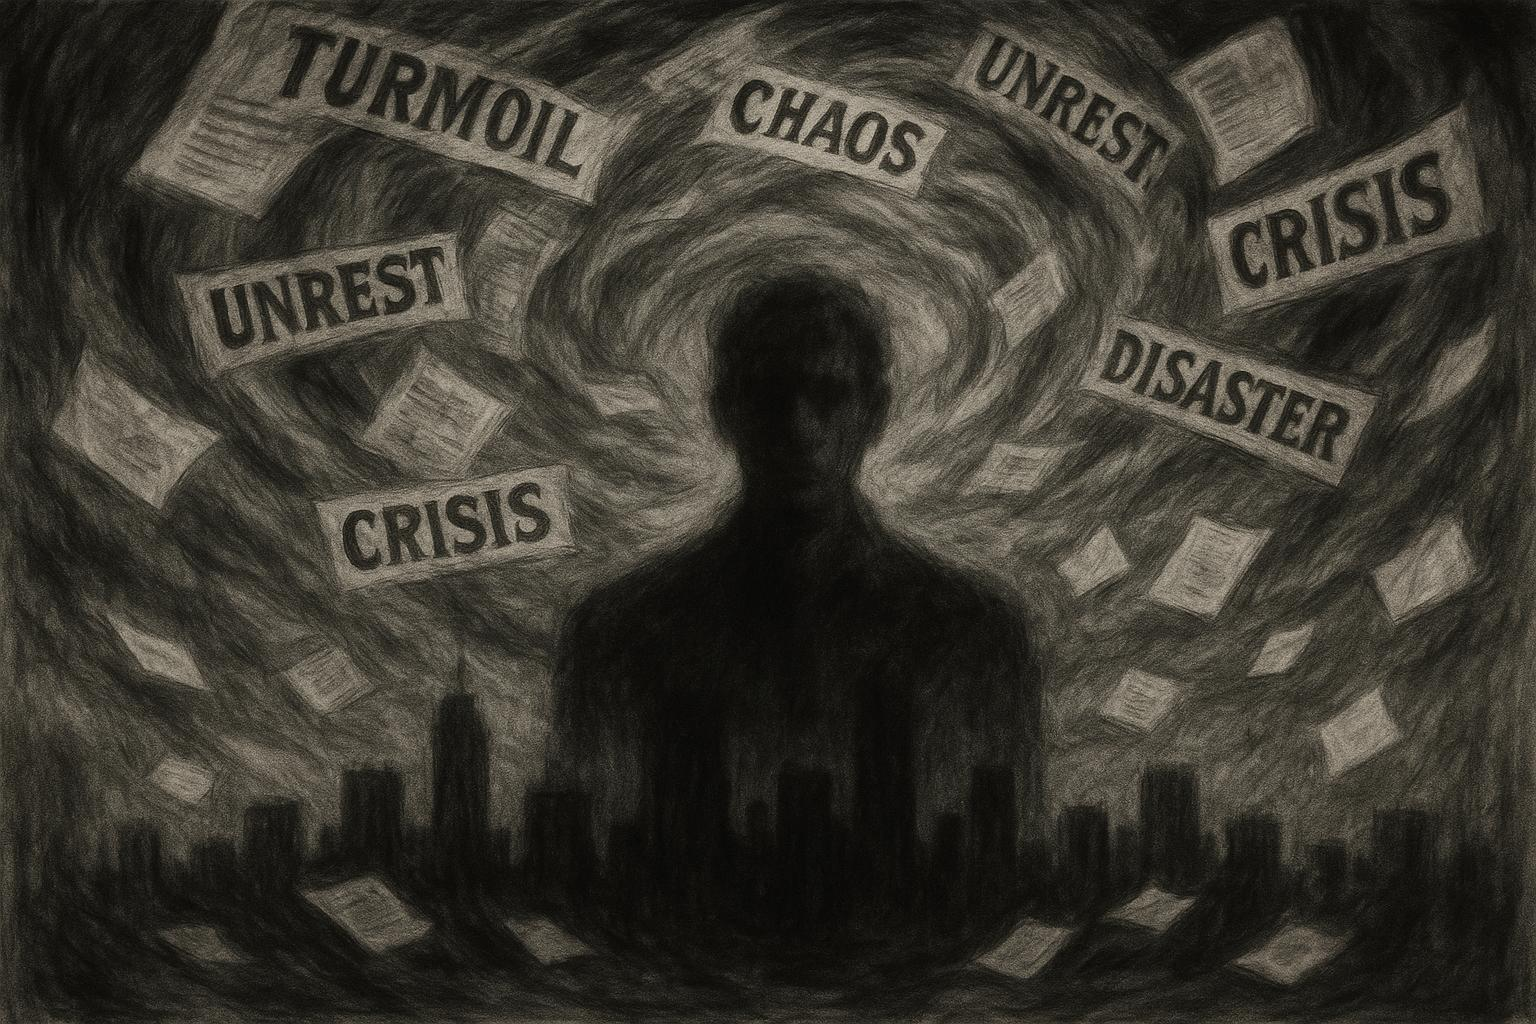 TURMOIL
CHAOS
UNREST
CRISIS
UNREST
DISASTER
CRISIS